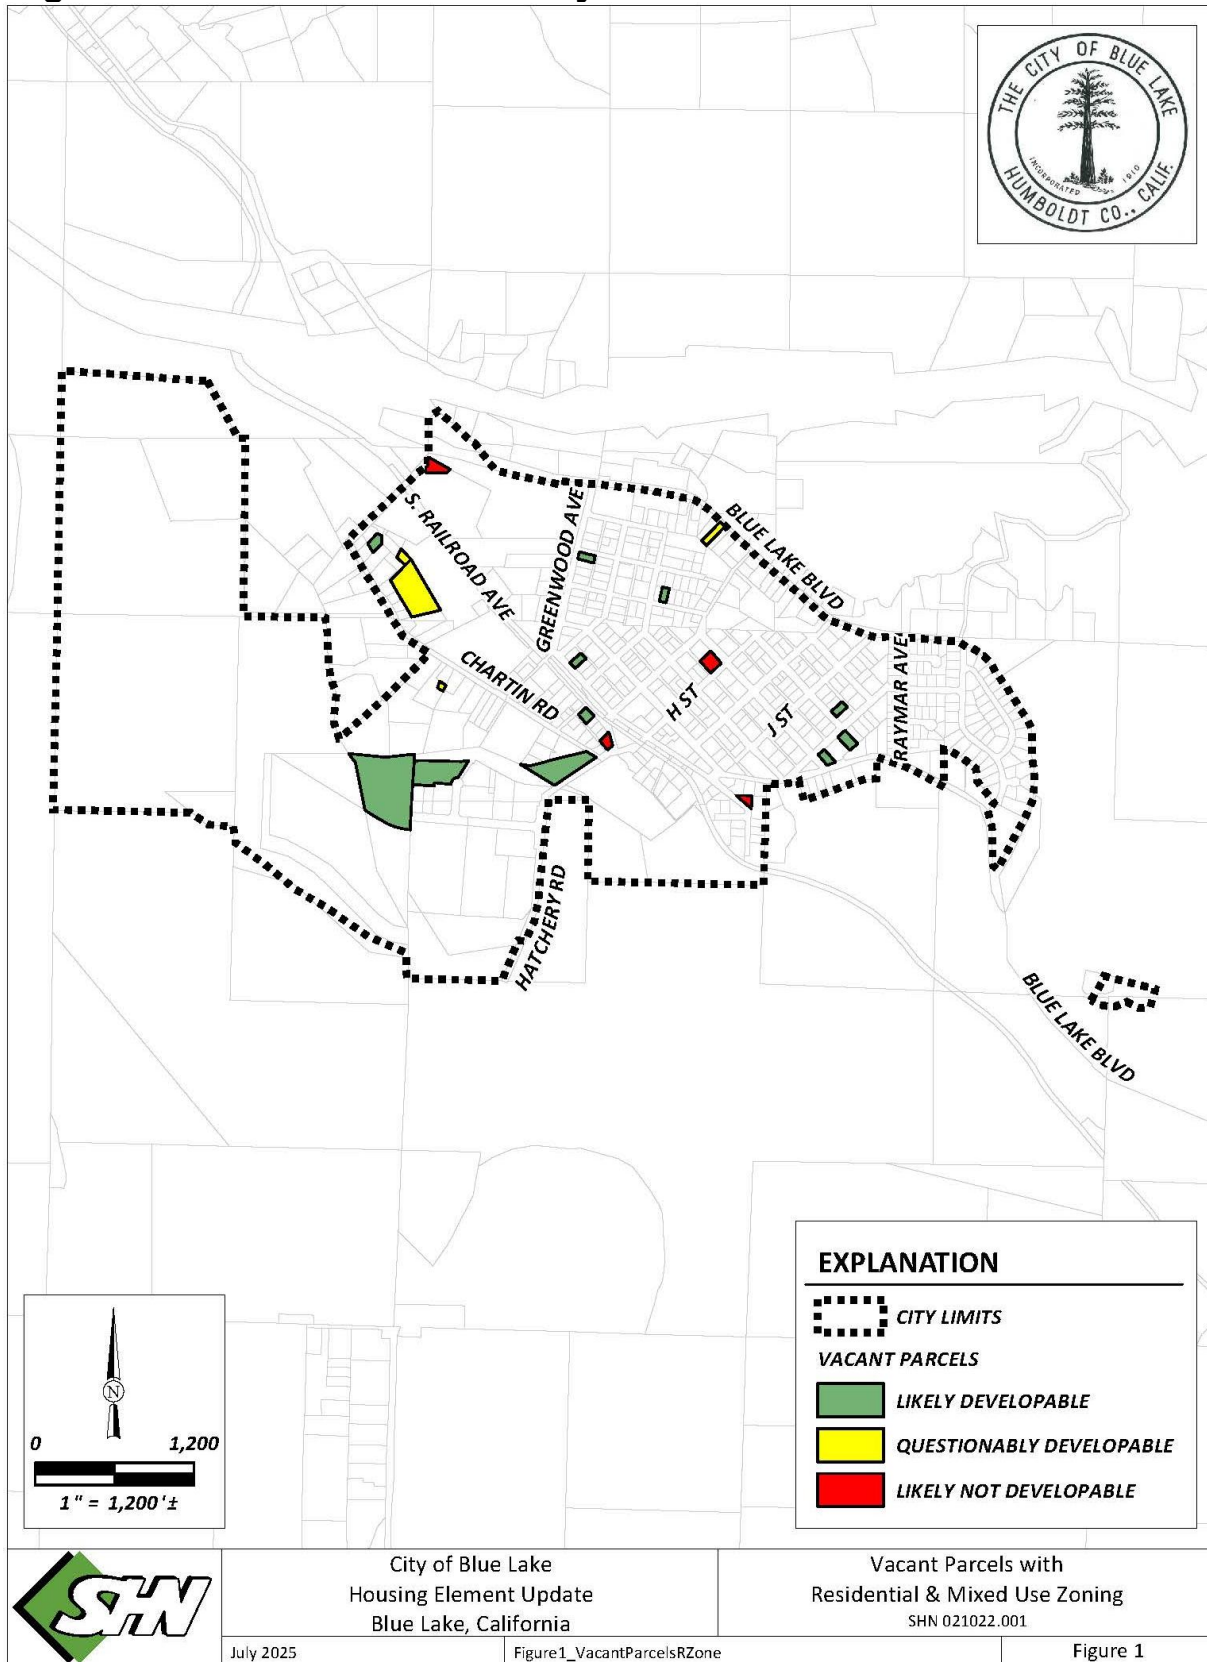 THE CITY OF BLUE LAKE
INCORPORATED 1910
HUMBOLDT CO., CALIF.
S. RAILROAD AVE
GREENWOOD AVE
BLUE LAKE BLVD
CHARTIN RD
H ST
J ST
RAYMAR AVE
HATCHERY RD
BLUE LAKE BLVD
EXPLANATION
CITY LIMITS
VACANT PARCELS
LIKELY DEVELOPABLE
QUESTIONABLY DEVELOPABLE
LIKELY NOT DEVELOPABLE
N
0 1,200
1 " = 1,200 ' ±
SHN
City of Blue Lake
Housing Element Update
Blue Lake, California
Vacant Parcels with
Residential & Mixed Use Zoning
SHN 021022.001
July 2025
Figure1_VacantParcelsRZone
Figure 1